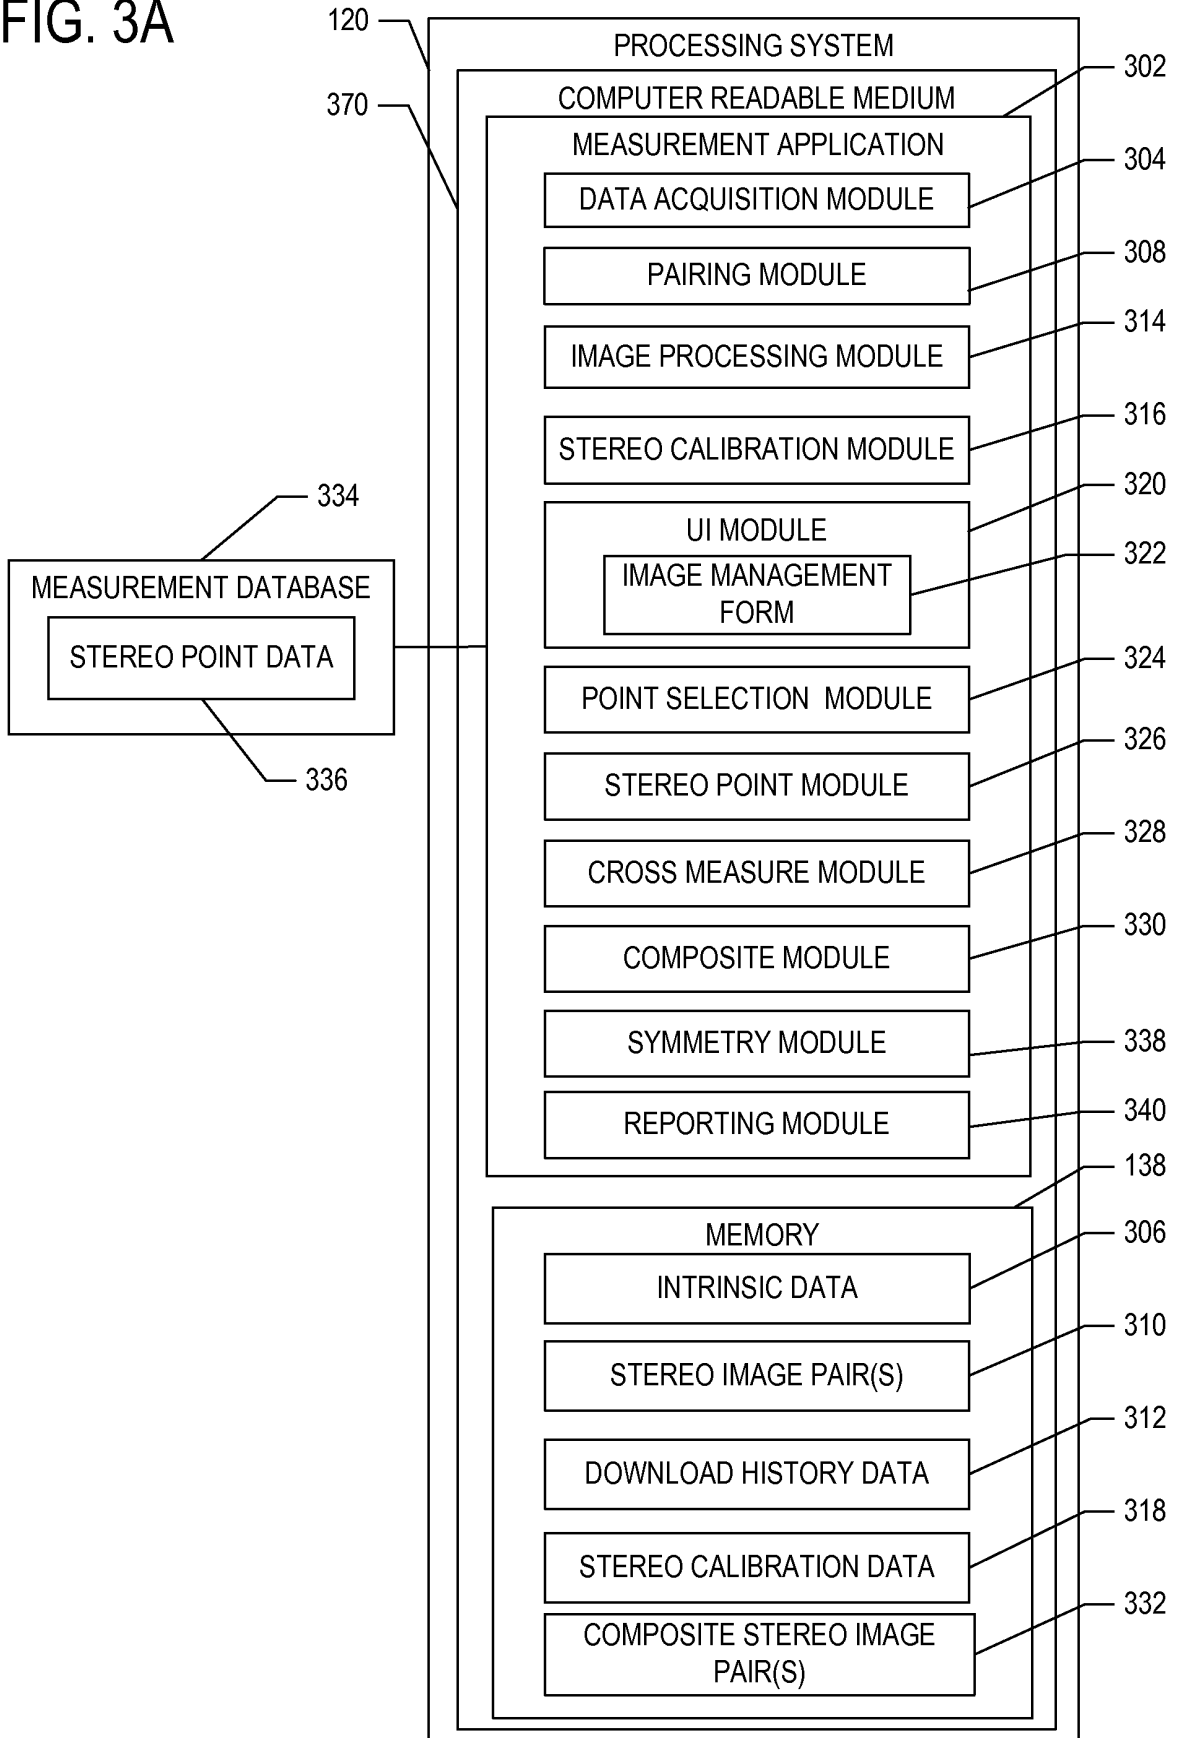 FIG. 3A
120
PROCESSING SYSTEM
302
370
COMPUTER READABLE MEDIUM
MEASUREMENT APPLICATION
304
DATA ACQUISITION MODULE
308
PAIRING MODULE
314
IMAGE PROCESSING MODULE
316
STEREO CALIBRATION MODULE
320
UI MODULE
322
IMAGE MANAGEMENT
FORM
334
MEASUREMENT DATABASE
STEREO POINT DATA
336
324
POINT SELECTION MODULE
326
STEREO POINT MODULE
328
CROSS MEASURE MODULE
330
COMPOSITE MODULE
338
SYMMETRY MODULE
340
REPORTING MODULE
138
MEMORY
306
INTRINSIC DATA
310
STEREO IMAGE PAIR(S)
312
DOWNLOAD HISTORY DATA
318
STEREO CALIBRATION DATA
332
COMPOSITE STEREO IMAGE
PAIR(S)